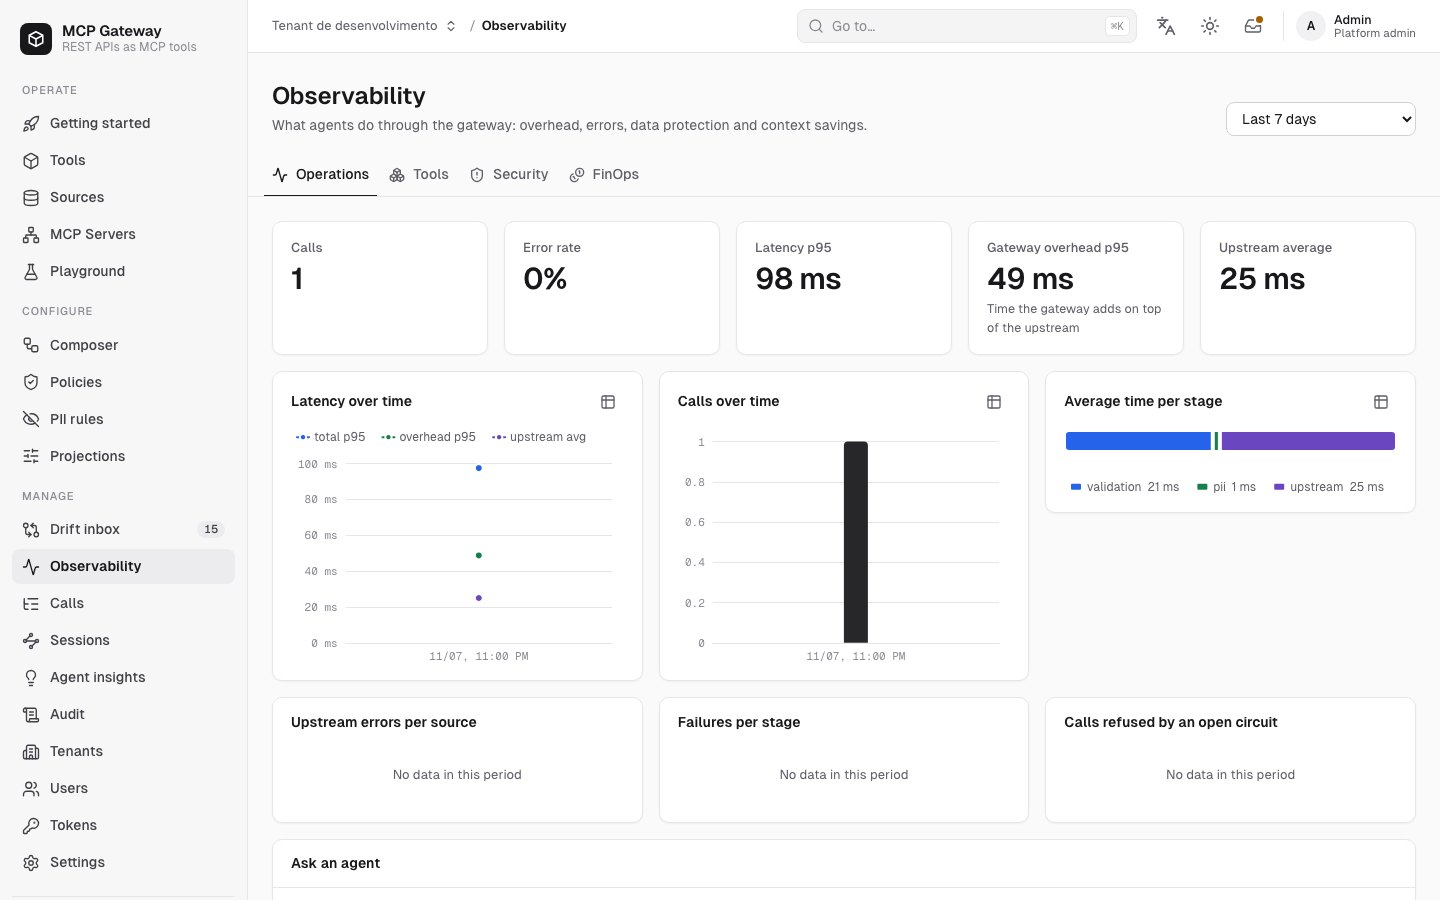 MCP Gateway
REST APIs as MCP tools
OPERATE
Getting started
Tools
Sources
MCP Servers
Playground
CONFIGURE
Composer
Policies
PII rules
Projections
MANAGE
Drift inbox 15
Observability
Calls
Sessions
Agent insights
Audit
Tenants
Users
Tokens
Settings
Tenant de desenvolvimento / Observability
Go to... ⌘K
A
Admin
Platform admin
Observability
What agents do through the gateway: overhead, errors, data protection and context savings.
Last 7 days
Operations Tools Security FinOps
Calls
1
Error rate
0%
Latency p95
98 ms
Gateway overhead p95
49 ms
Time the gateway adds on top
of the upstream
Upstream average
25 ms
Latency over time
total p95 overhead p95 upstream avg
100 ms
80 ms
60 ms
40 ms
20 ms
0 ms
11/07, 11:00 PM
Calls over time
1
0.8
0.6
0.4
0.2
0
11/07, 11:00 PM
Average time per stage
validation 21 ms pii 1 ms upstream 25 ms
Upstream errors per source
No data in this period
Failures per stage
No data in this period
Calls refused by an open circuit
No data in this period
Ask an agent